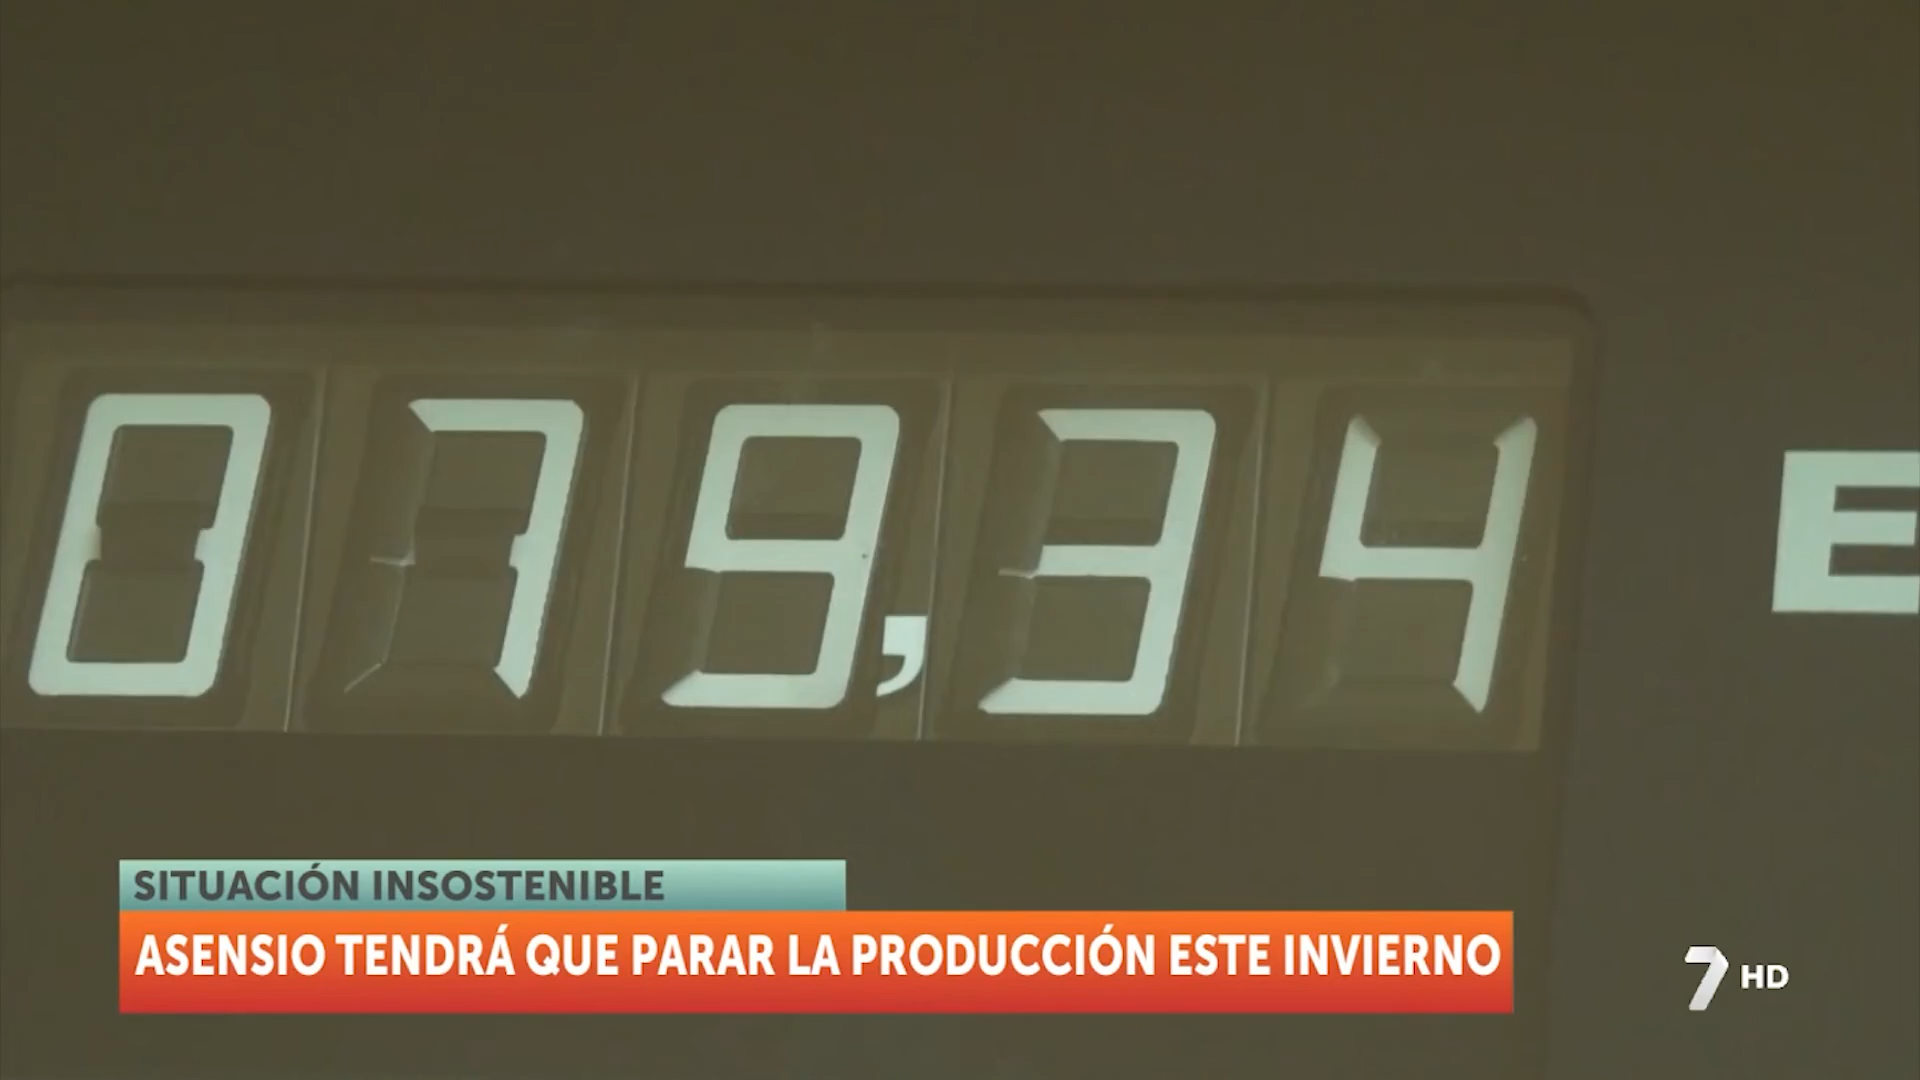 079,34 E
SITUACIÓN INSOSTENIBLE
ASENSIO TENDRÁ QUE PARAR LA PRODUCCIÓN ESTE INVIERNO
7 HD